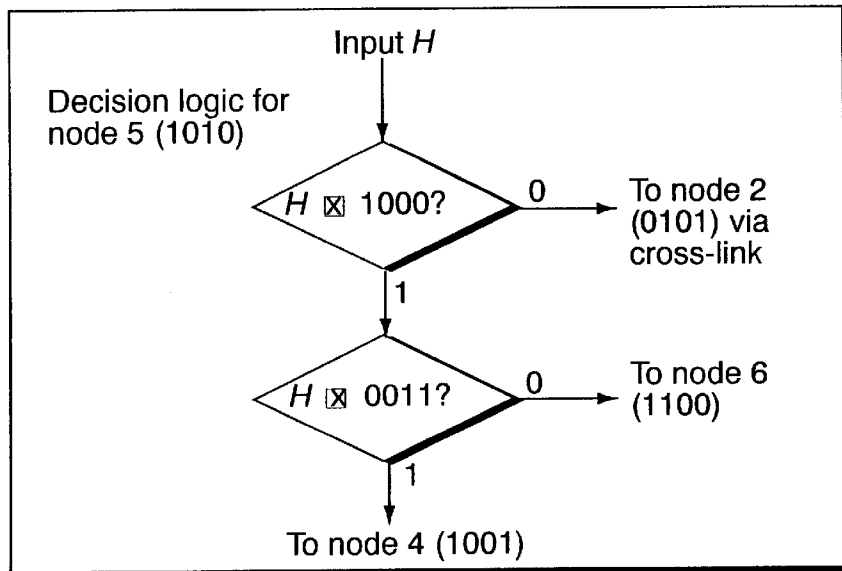 Input H
Decision logic for
node 5 (1010)
H ☒ 1000?
0
To node 2
(0101) via
cross-link
1
H ☒ 0011?
0
To node 6
(1100)
1
To node 4 (1001)